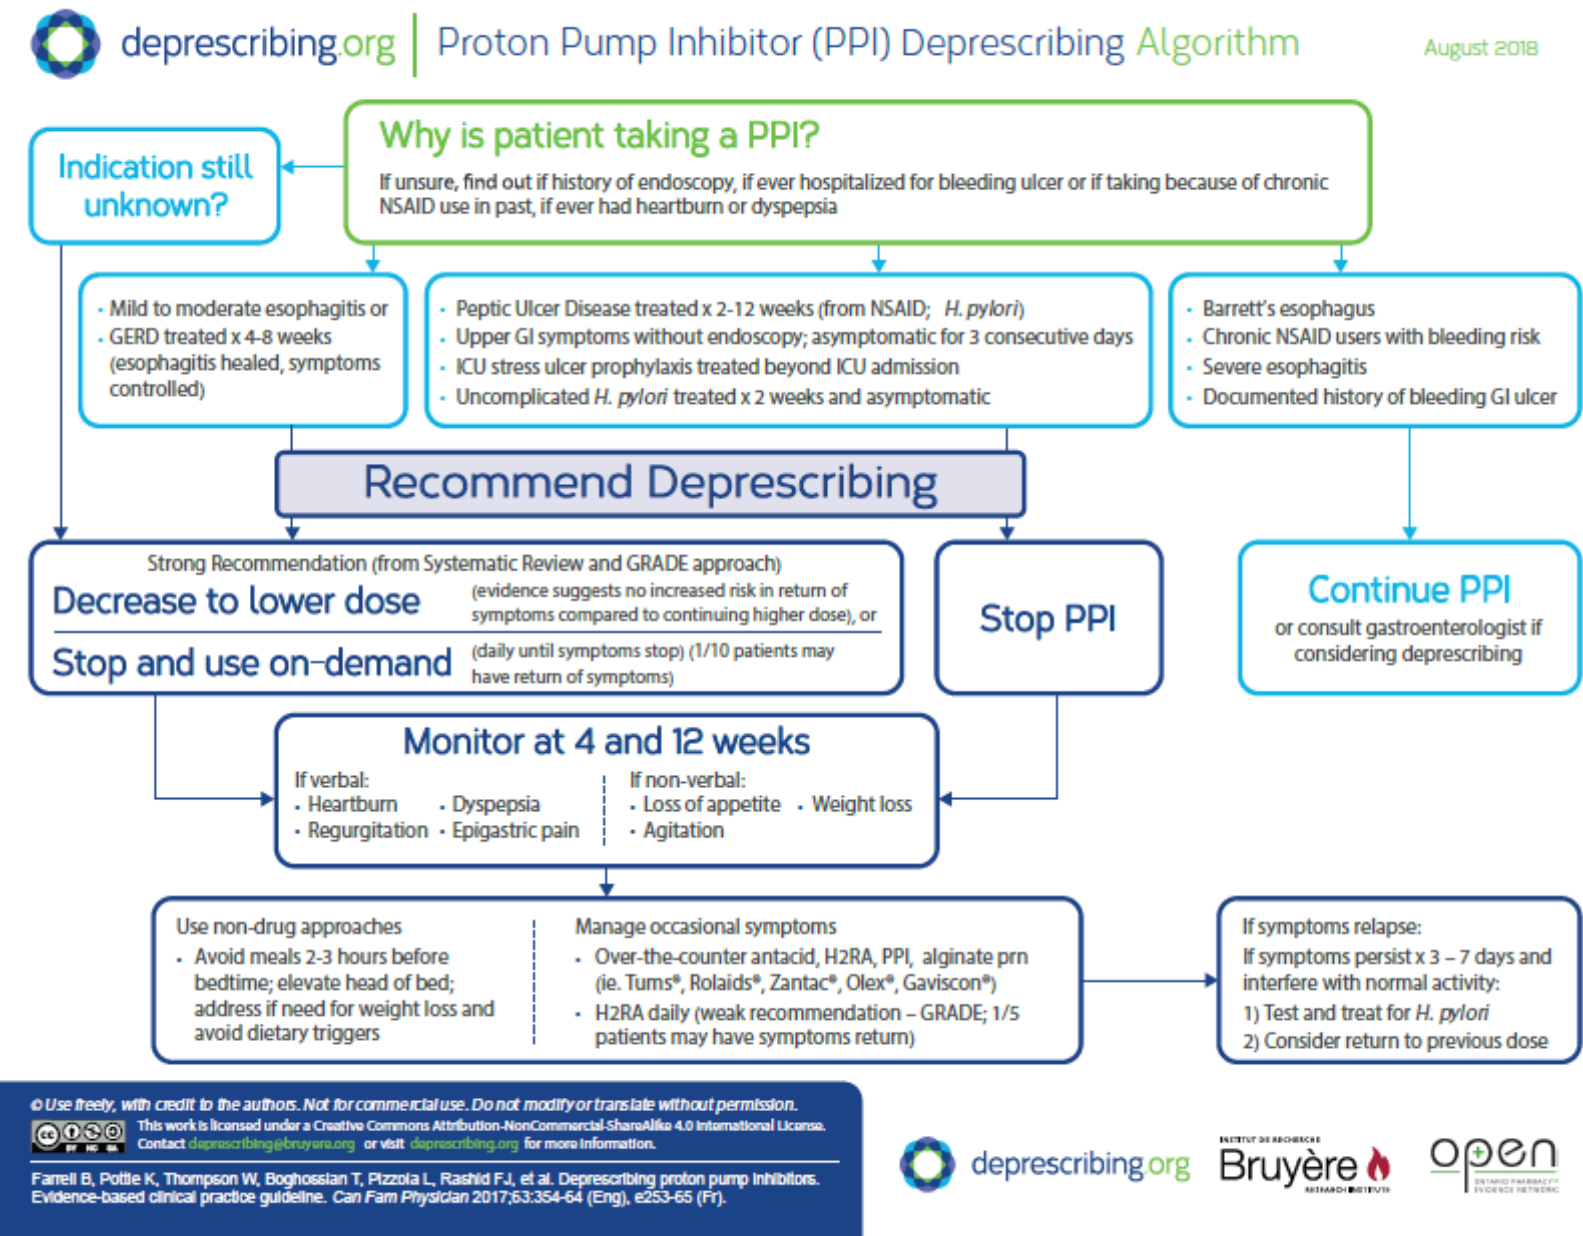 deprescribing.org | Proton Pump Inhibitor (PPI) Deprescribing Algorithm
August 2018
Why is patient taking a PPI?
If unsure, find out if history of endoscopy, if ever hospitalized for bleeding ulcer or if taking because of chronic
NSAID use in past, if ever had heartburn or dyspepsia
Indication still
unknown?
• Mild to moderate esophagitis or
• GERD treated x 4-8 weeks
(esophagitis healed, symptoms
controlled)
• Peptic Ulcer Disease treated x 2-12 weeks (from NSAID; H. pylori)
• Upper GI symptoms without endoscopy; asymptomatic for 3 consecutive days
• ICU stress ulcer prophylaxis treated beyond ICU admission
• Uncomplicated H. pylori treated x 2 weeks and asymptomatic
• Barrett's esophagus
• Chronic NSAID users with bleeding risk
• Severe esophagitis
• Documented history of bleeding GI ulcer
Recommend Deprescribing
Strong Recommendation (from Systematic Review and GRADE approach)
Decrease to lower dose
(evidence suggests no increased risk in return of
symptoms compared to continuing higher dose), or
Stop and use on-demand
(daily until symptoms stop) (1/10 patients may
have return of symptoms)
Stop PPI
Continue PPI
or consult gastroenterologist if
considering deprescribing
Monitor at 4 and 12 weeks
If verbal:
• Heartburn • Dyspepsia
• Regurgitation • Epigastric pain
If non-verbal:
• Loss of appetite • Weight loss
• Agitation
Use non-drug approaches
• Avoid meals 2-3 hours before
bedtime; elevate head of bed;
address if need for weight loss and
avoid dietary triggers
Manage occasional symptoms
• Over-the-counter antacid, H2RA, PPI, alginate prn
(ie. Tums®, Rolaids®, Zantac®, Olex®, Gaviscon®)
• H2RA daily (weak recommendation – GRADE; 1/5
patients may have symptoms return)
If symptoms relapse:
If symptoms persist x 3 – 7 days and
interfere with normal activity:
1) Test and treat for H. pylori
2) Consider return to previous dose
© Use freely, with credit to the authors. Not for commercial use. Do not modify or translate without permission.
cc BY NC SA
This work is licensed under a Creative Commons Attribution-NonCommercial-ShareAlike 4.0 International License.
Contact deprescribing@bruyere.org or visit deprescribing.org for more information.
Farrell B, Pottie K, Thompson W, Boghossian T, Pizzola L, Rashid FJ, et al. Deprescribing proton pump inhibitors.
Evidence-based clinical practice guideline. Can Fam Physician 2017;63:354-64 (Eng), e253-65 (Fr).
deprescribing.org
INSTITUT DE RECHERCHE
Bruyère
RESEARCH INSTITUTE
open
ONTARIO PHARMACY
EVIDENCE NETWORK